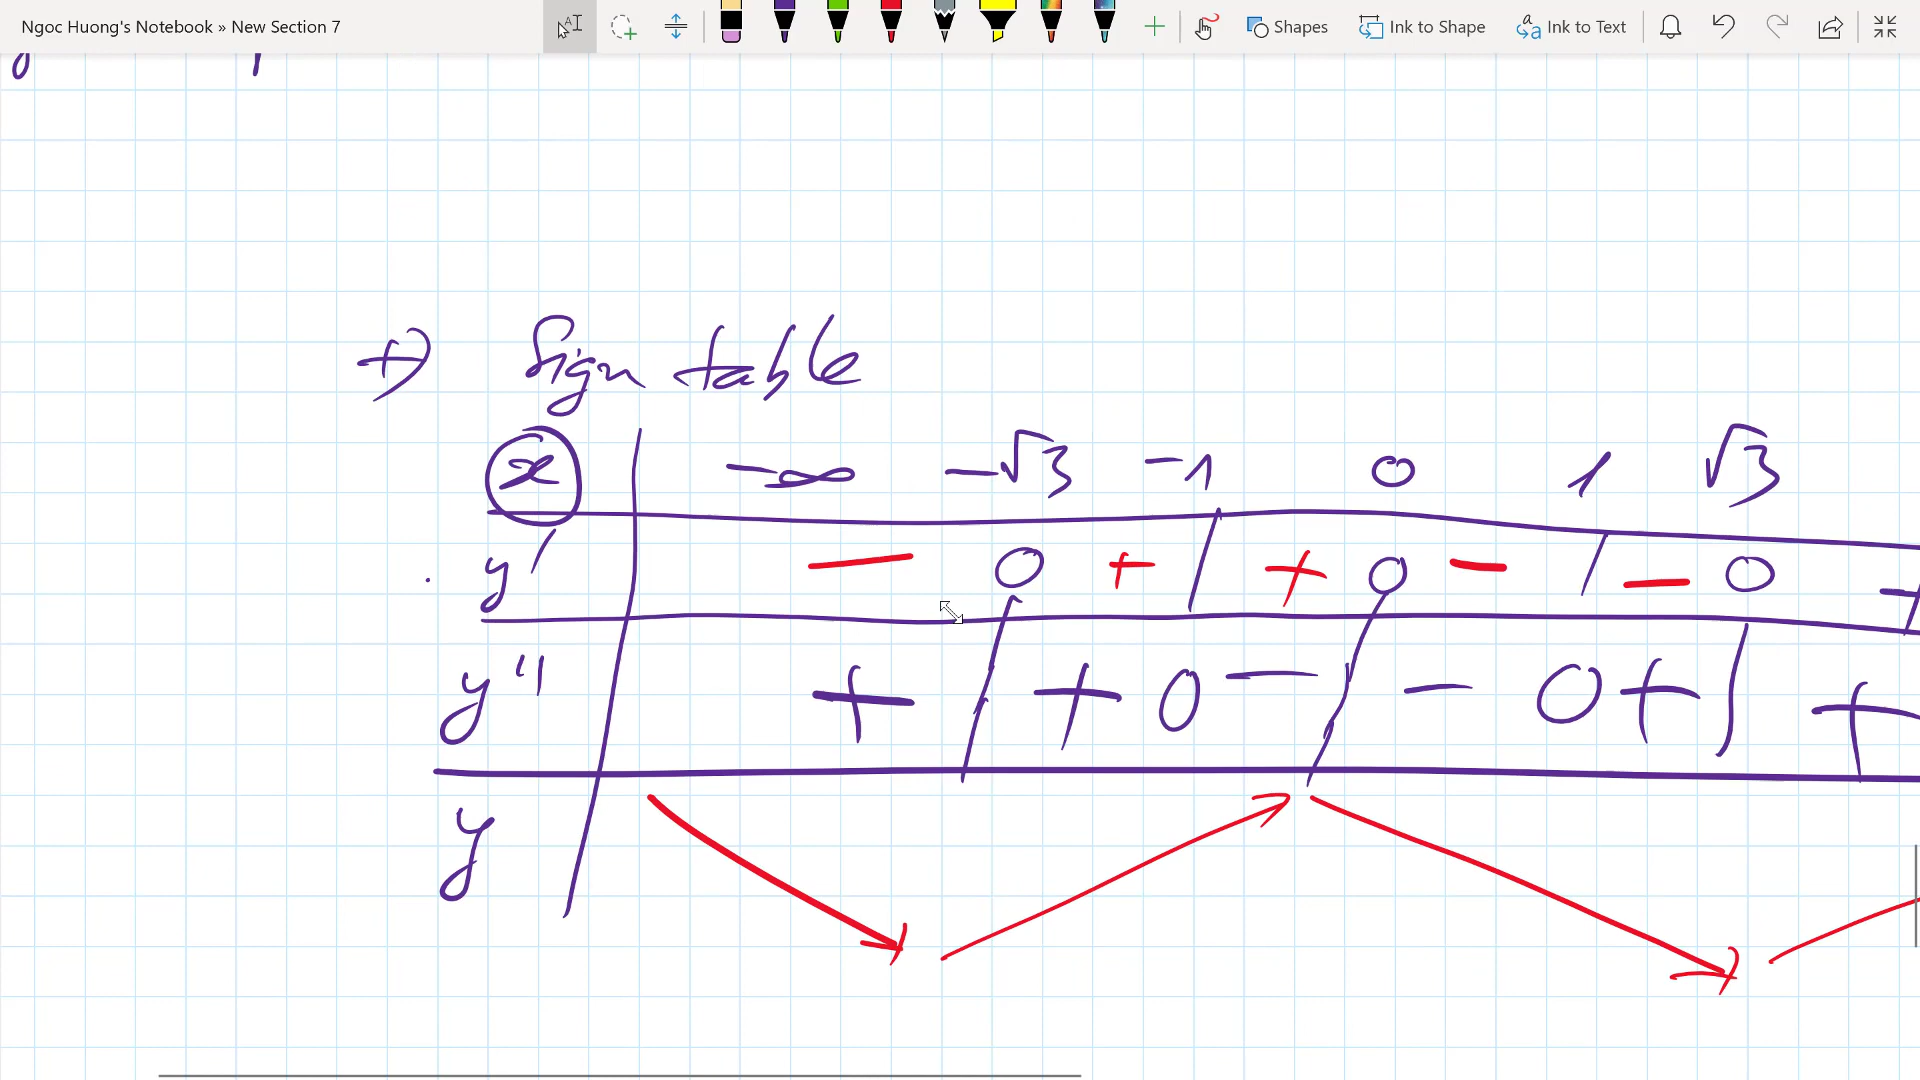 Ngoc Huong's Notebook » New Section 7 Shapes Ink to Shape Ink to Text
+) Sign table
x -∞ -√3 -1 0 1 √3
y' − 0 + | + 0 − | − 0 +
y'' + | + 0 − | − 0 + | +
y